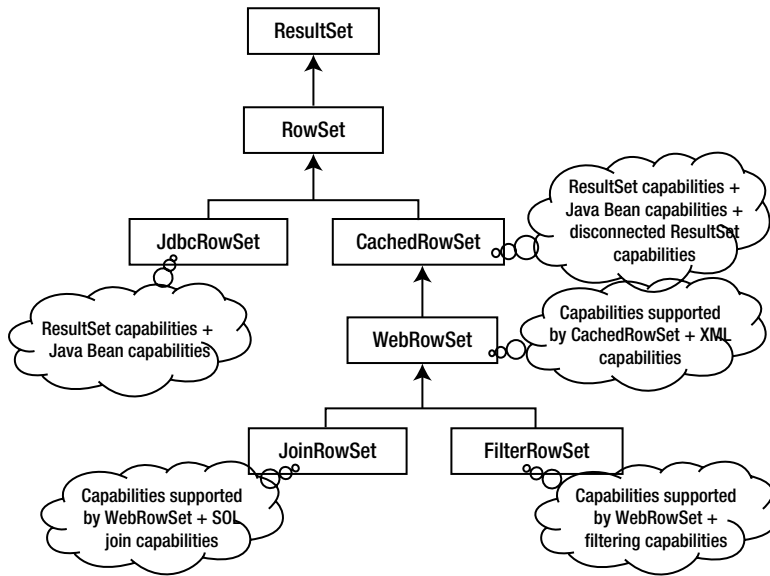 ResultSet
RowSet
JdbcRowSet
CachedRowSet
ResultSet capabilities +
Java Bean capabilities +
disconnected ResultSet
capabilities
ResultSet capabilities +
Java Bean capabilities
WebRowSet
Capabilities supported
by CachedRowSet + XML
capabilities
JoinRowSet
FilterRowSet
Capabilities supported
by WebRowSet + SOL
join capabilities
Capabilities supported
by WebRowSet +
filtering capabilities